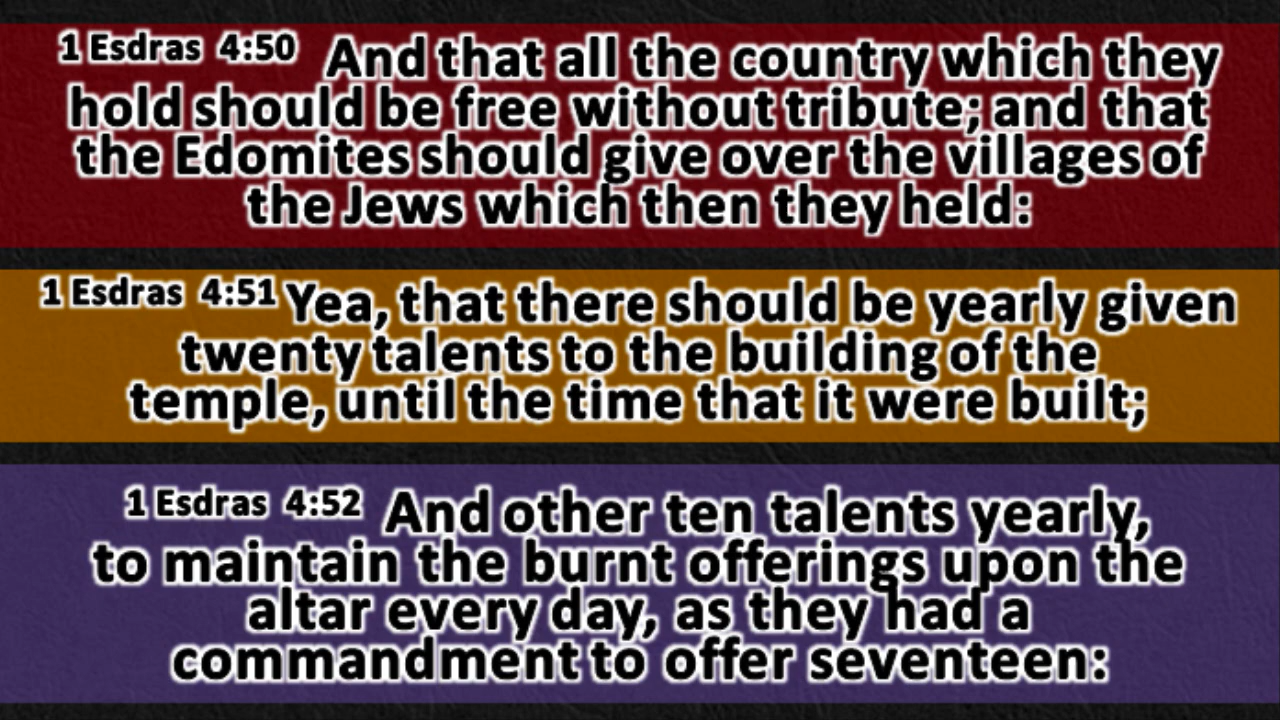 1 Esdras 4:50 And that all the country which they
hold should be free without tribute; and that
the Edomites should give over the villages of
the Jews which then they held:
1 Esdras 4:51 Yea, that there should be yearly given
twenty talents to the building of the
temple, until the time that it were built;
1 Esdras 4:52 And other ten talents yearly,
to maintain the burnt offerings upon the
altar every day, as they had a
commandment to offer seventeen: